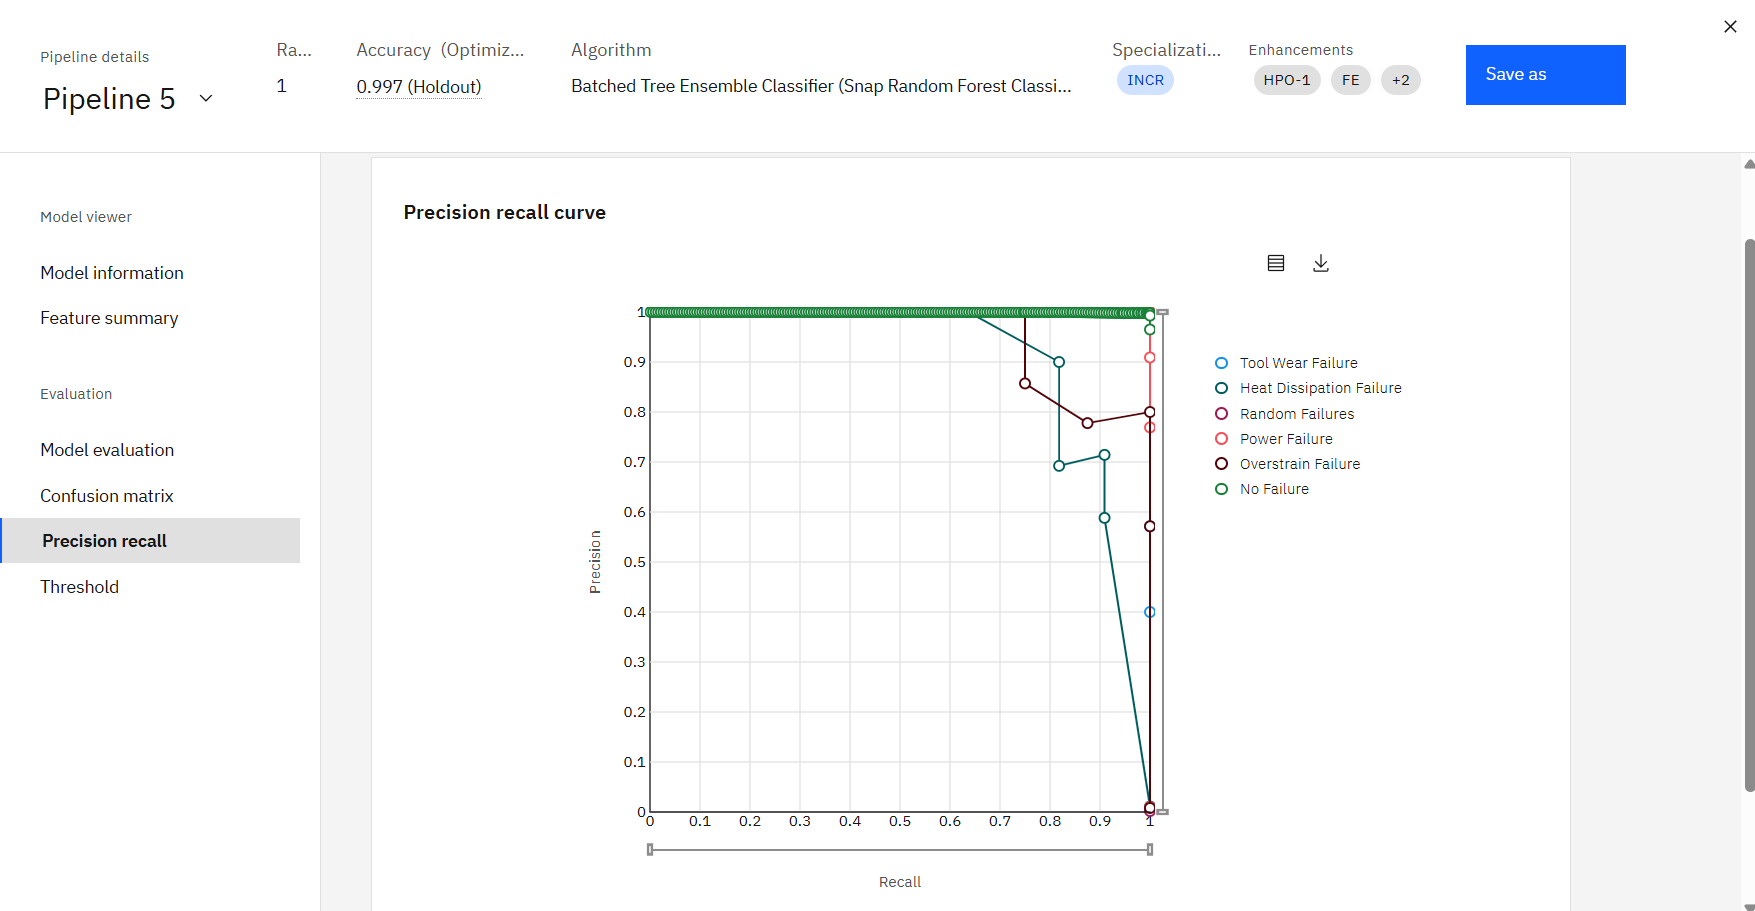 Pipeline details
Pipeline 5
Ra...
1
Accuracy (Optimiz...
0.997 (Holdout)
Algorithm
Batched Tree Ensemble Classifier (Snap Random Forest Classi...
Specializati...
INCR
Enhancements
HPO-1 FE +2
Save as
Model viewer
Model information
Feature summary
Evaluation
Model evaluation
Confusion matrix
Precision recall
Threshold
Precision recall curve
1
0.9
0.8
0.7
0.6
0.5
0.4
0.3
0.2
0.1
0
Precision
0 0.1 0.2 0.3 0.4 0.5 0.6 0.7 0.8 0.9 1
Recall
Tool Wear Failure
Heat Dissipation Failure
Random Failures
Power Failure
Overstrain Failure
No Failure